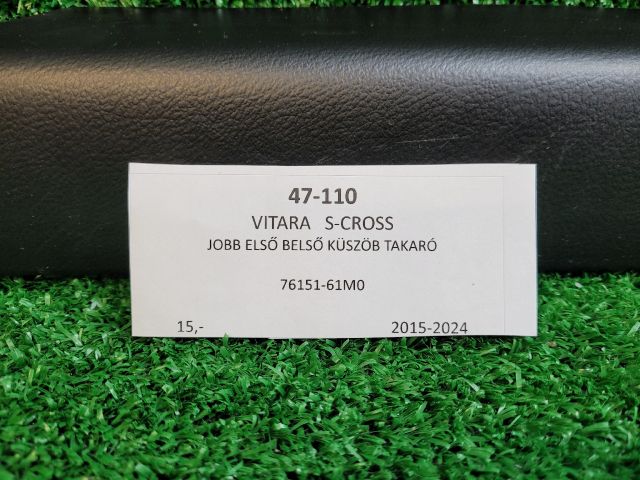 47-110
VITARA S-CROSS
JOBB ELSŐ BELSŐ KÜSZÖB TAKARÓ
76151-61M0
15,- 2015-2024